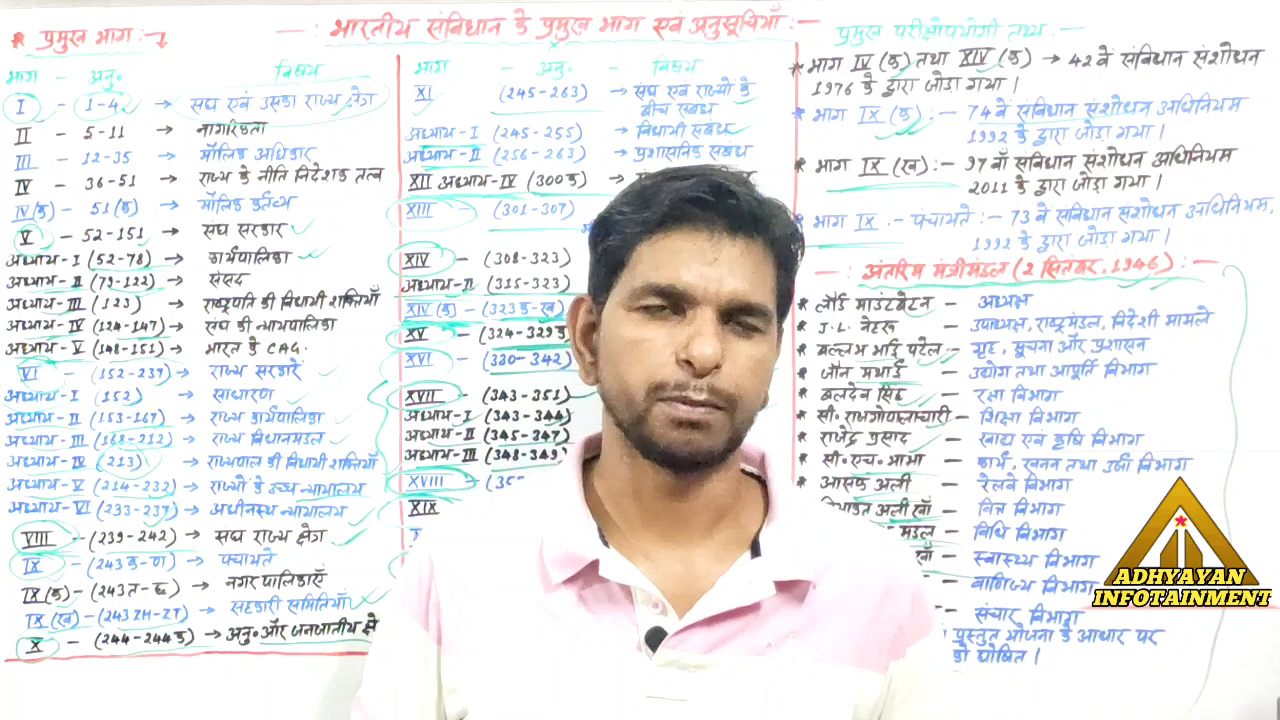 -: भारतीय संविधान के प्रमुख भाग एवं अनुसूचियाँ :-
* प्रमुख भाग :-
भाग - अनु॰ विषय
I - 1-4 → संघ एवं उसका राज्य क्षेत्र
II - 5-11 → नागरिकता
III - 12-35 → मौलिक अधिकार
IV - 36-51 → राज्य के नीति निदेशक तत्व
IV(क) - 51(क) → मौलिक कर्तव्य
V - 52-151 → संघ सरकार
अध्याय-I (52-78) → कार्यपालिका
अध्याय-II (79-122) → संसद
अध्याय-III (123) → राष्ट्रपति की विधायी शक्तियाँ
अध्याय-IV (124-147) → संघ की न्यायपालिका
अध्याय-V (148-151) → भारत के CAG.
VI - (152-237) → राज्य सरकारें
अध्याय-I (152) → साधारण
अध्याय-II (153-167) → राज्य कार्यपालिका
अध्याय-III (168-212) → राज्य विधानमंडल
अध्याय-IV (213) → राज्यपाल की विधायी शक्तियाँ
अध्याय-V (214-232) → राज्यों के उच्च न्यायालय
अध्याय-VI (233-237) → अधीनस्थ न्यायालय
VIII - (239-242) → संघ राज्य क्षेत्र
IX - (243क-ण) → पंचायतें
IX(क) - (243त-छ) → नगरपालिकाएँ
IX(ख) - (243ZH-ZT) → सहकारी समितियाँ
X - (244-244क) → अनु॰ और जनजातीय क्षे
भाग - अनु॰ - विषय
XI (245-263) → संघ एवं राज्यों के
बीच संबंध
अध्याय-I (245-255) → विधायी संबंध
अध्याय-II (256-263) → प्रशासनिक संबंध
XII अध्याय-IV (300क)
XIII - (301-307)
XIV - (308-323)
अध्याय-II (315-323)
XIV(क) - (323क-ख)
XV - (324-329क
XVI - (330-342)
XVII - (343-351)
अध्याय-I (343-344)
अध्याय-II (345-347)
अध्याय-III (348-349)
XVIII
XIX
प्रमुख परीक्षोपयोगी तथ्य -
* भाग IV(क) तथा XIV(क) → 42वें संविधान संशोधन
1976 के द्वारा जोड़ा गया।
* भाग IX(क) :- 74वें संविधान संशोधन अधिनियम
1992 के द्वारा जोड़ा गया।
* भाग IX(ख) :- 97वाँ संविधान संशोधन अधिनियम
2011 के द्वारा जोड़ा गया।
* भाग IX - पंचायतें :- 73वें संविधान संशोधन अधिनियम,
1992 के द्वारा जोड़ा गया।
-: अंतरिम मंत्रीमंडल (2 सितंबर, 1946) :-
* लॉर्ड माउंटबेटन - अध्यक्ष
* J.L. नेहरू - उपाध्यक्ष, राष्ट्रमंडल, विदेशी मामले
* बल्लभ भाई पटेल - गृह, सूचना और प्रशासन
* जॉन मथाई - उद्योग तथा आपूर्ति विभाग
* बलदेव सिंह - रक्षा विभाग
* सी॰ राजगोपालाचारी - शिक्षा विभाग
* राजेंद्र प्रसाद - खाद्य एवं कृषि विभाग
* सी॰ एच॰ भाभा - कार्य, खनन तथा उर्जा विभाग
* आसफ अली - रेलवे विभाग
अली खाँ - वित्त विभाग
मंडल - विधि विभाग
खाँ - स्वास्थ्य विभाग
- वाणिज्य विभाग
- संचार विभाग
प्रस्तुत योजना के आधार पर
को घोषित।
ADHYAYAN
INFOTAINMENT